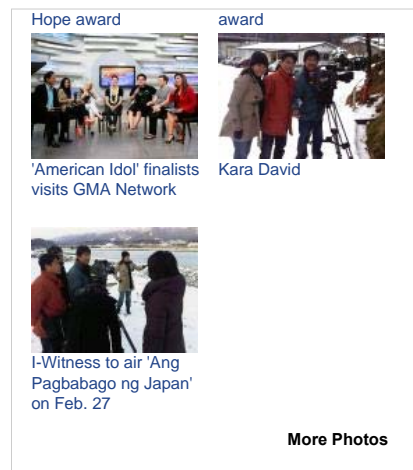 Hope award
award
'American Idol' finalists
visits GMA Network
Kara David
I-Witness to air 'Ang
Pagbabago ng Japan'
on Feb. 27
More Photos